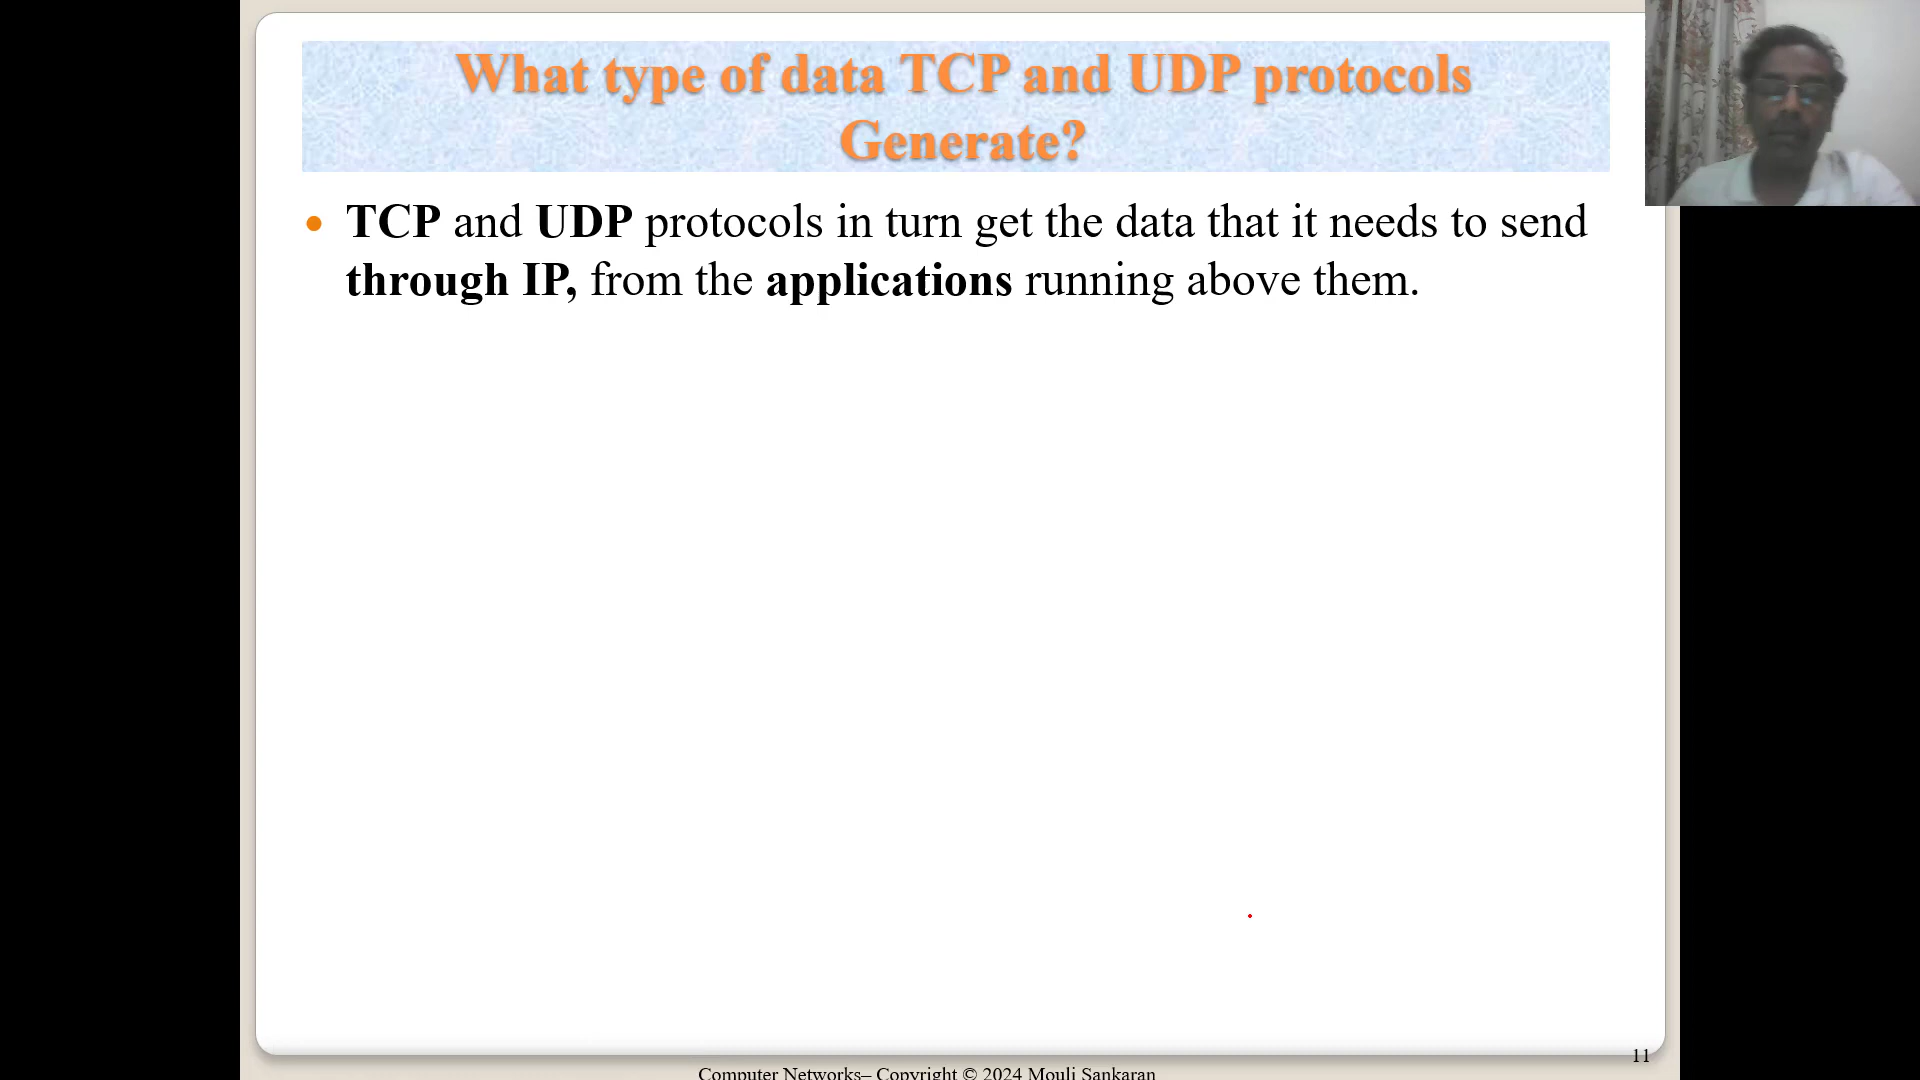 What type of data TCP and UDP protocols
Generate?
• TCP and UDP protocols in turn get the data that it needs to send
through IP, from the applications running above them.
11
Computer Networks– Copyright © 2024 Mouli Sankaran